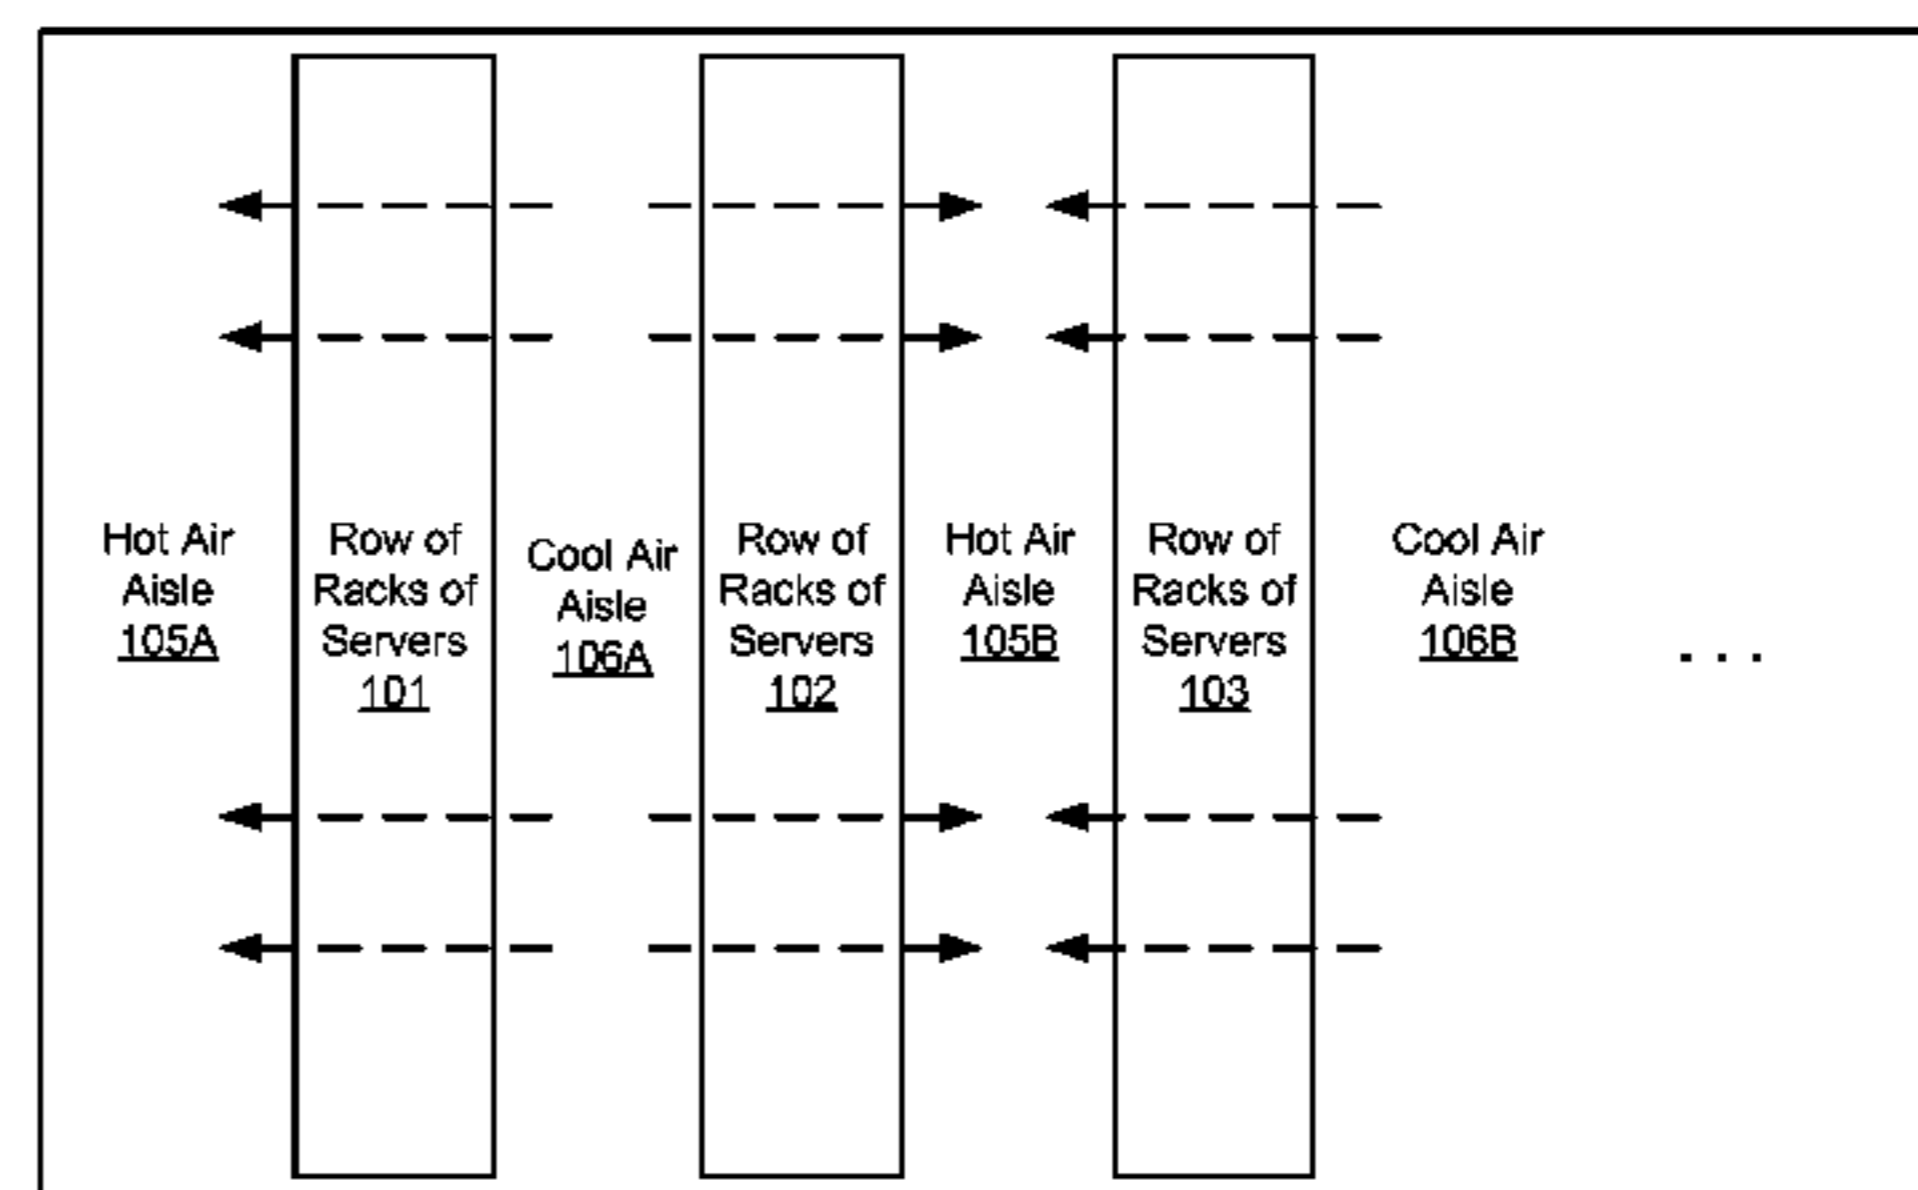 Hot Air
Aisle
105A
Row of
Racks of
Servers
101
Cool Air
Aisle
106A
Row of
Racks of
Servers
102
Hot Air
Aisle
105B
Row of
Racks of
Servers
103
Cool Air
Aisle
106B
. . .